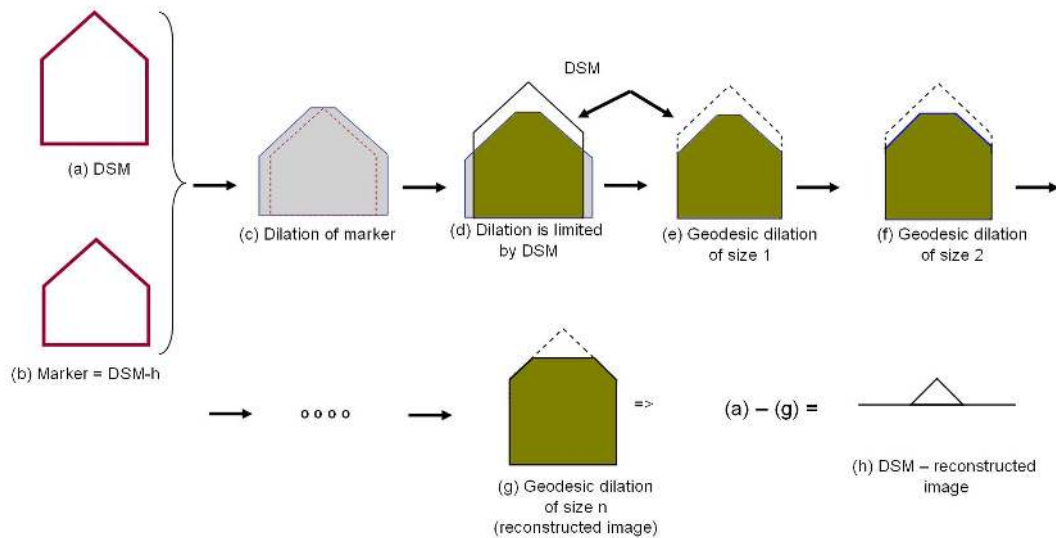 DSM
(a) DSM
(c) Dilation of marker
(d) Dilation is limited
by DSM
(e) Geodesic dilation
of size 1
(f) Geodesic dilation
of size 2
(b) Marker = DSM-h
o o o o
=>
(a) – (g) =
(g) Geodesic dilation
of size n
(reconstructed image)
(h) DSM – reconstructed
image